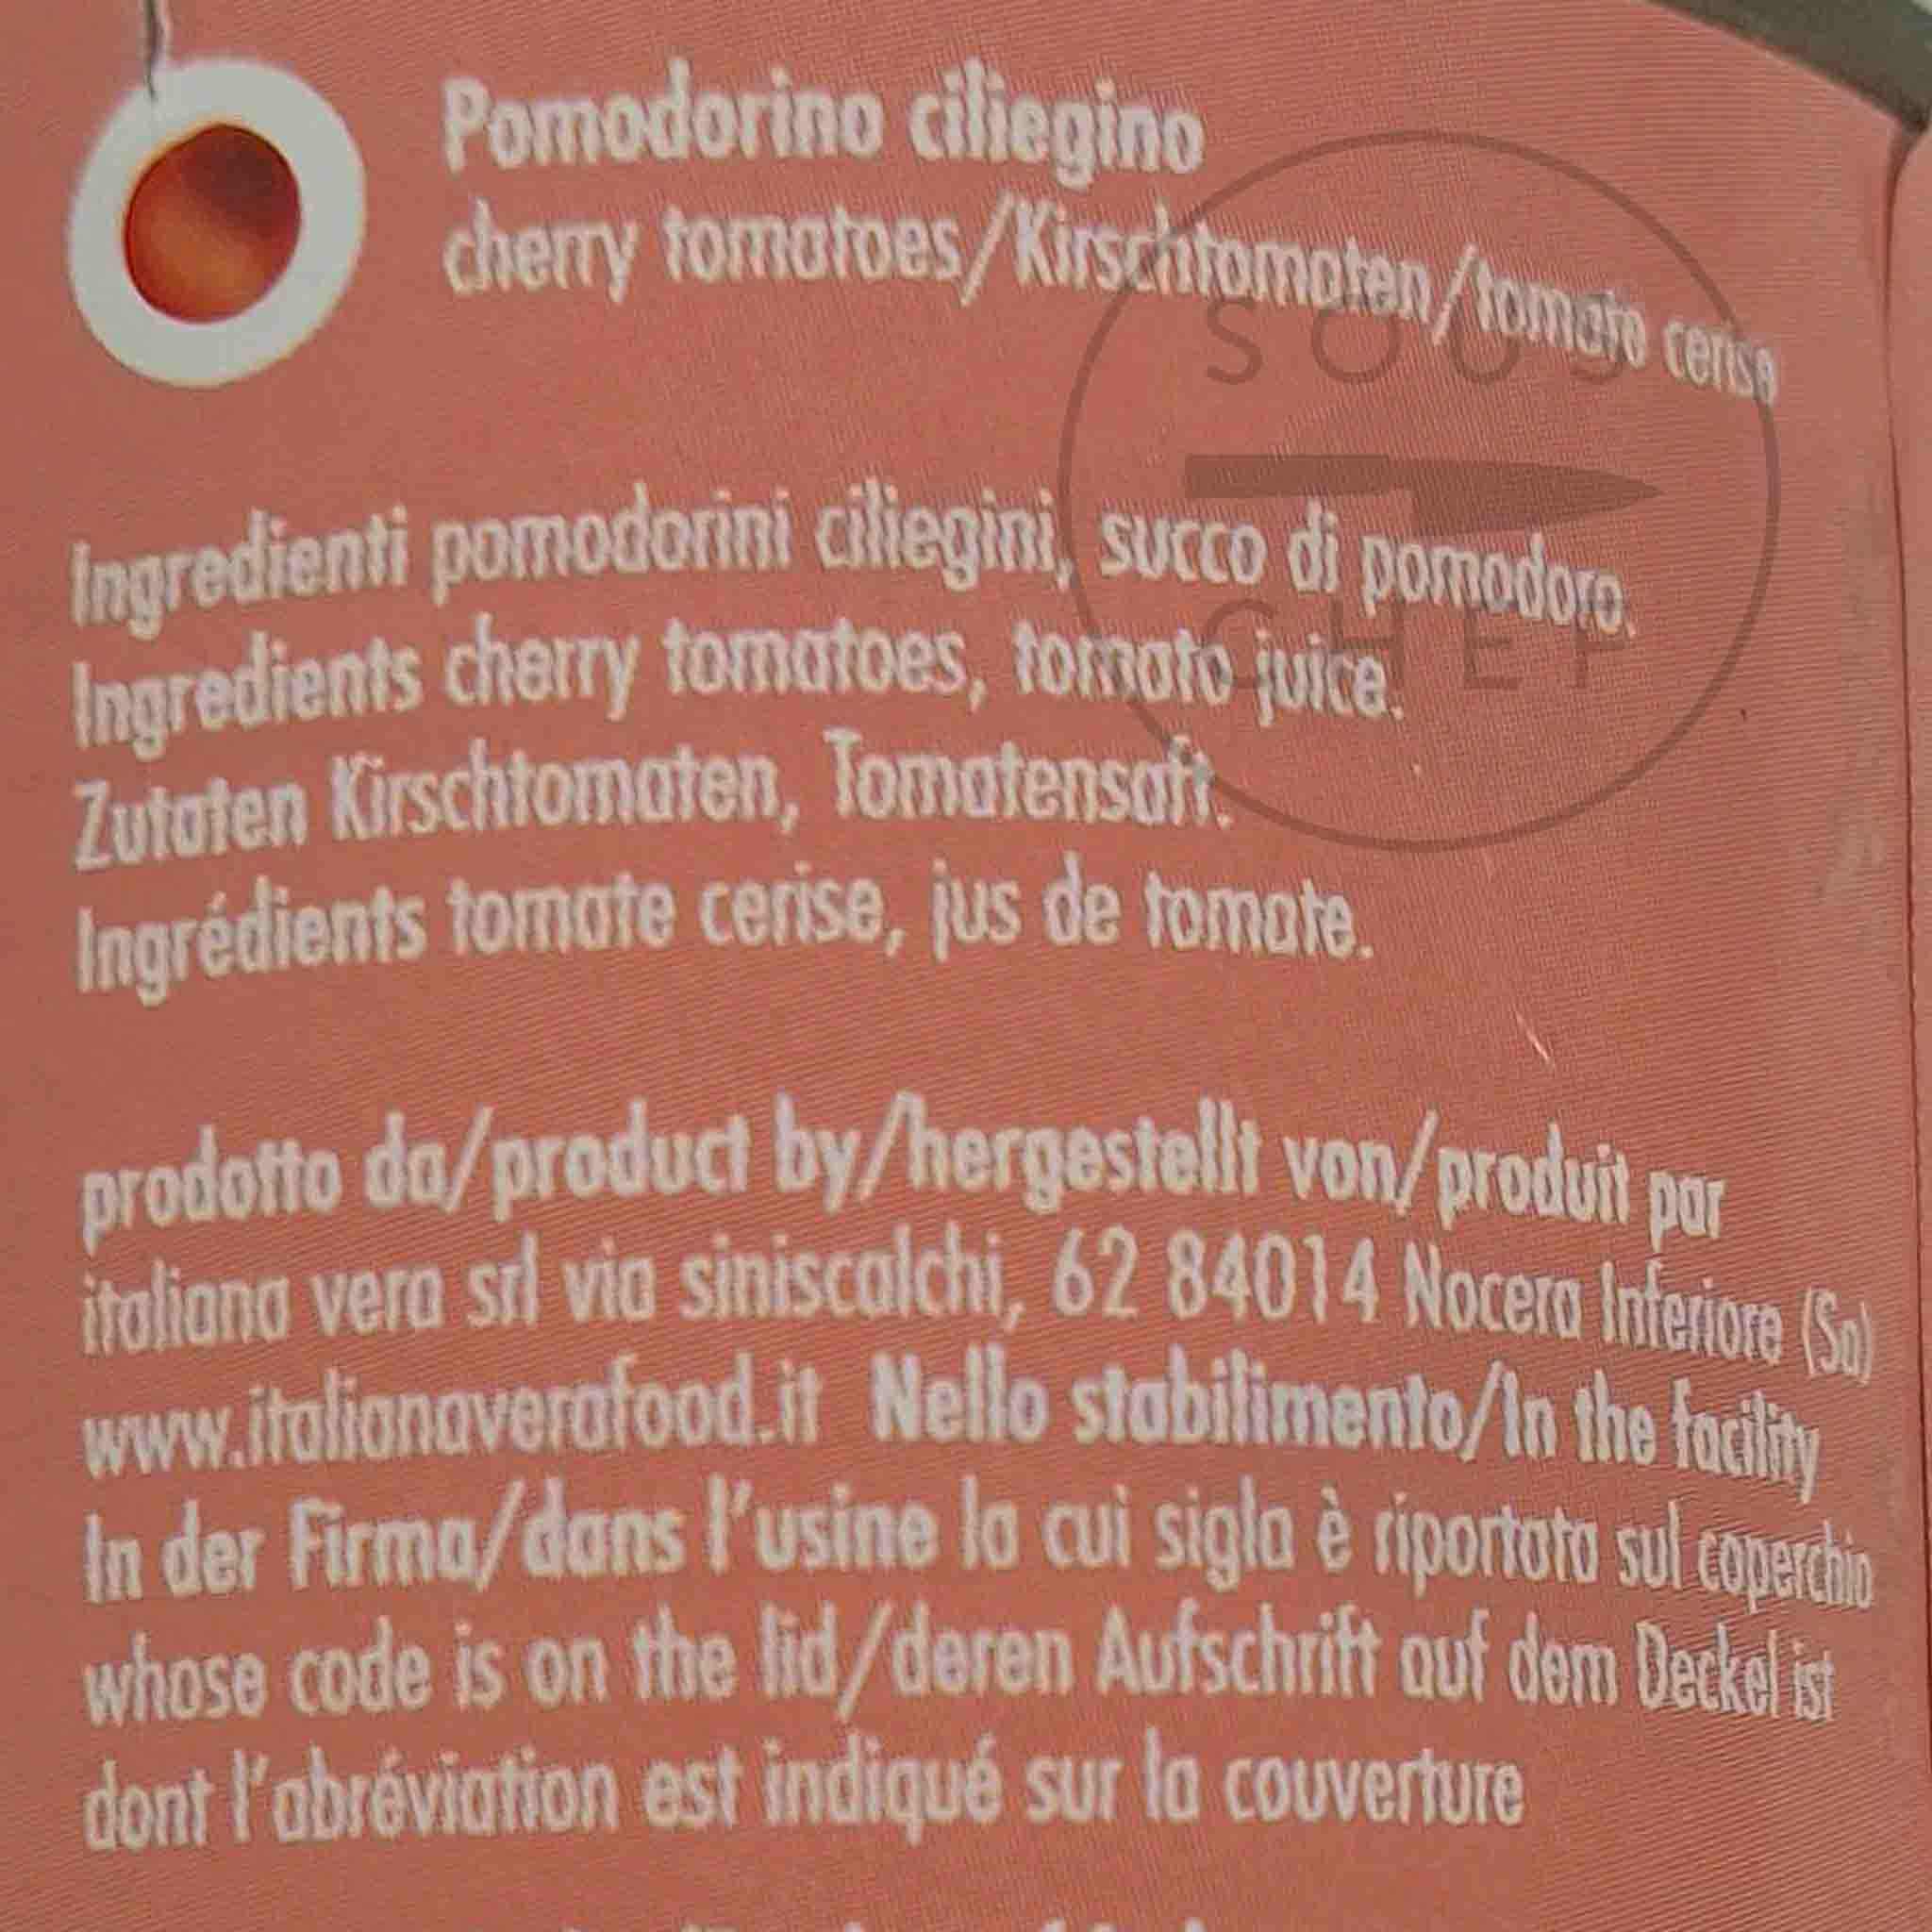 Pomodorino ciliegino
cherry tomatoes/Kirschtomaten/tomate cerise
SOUS
CHEF
Ingredienti pomodorini ciliegini, succo di pomodoro.
Ingredients cherry tomatoes, tomato juice.
Zutaten Kirschtomaten, Tomatensaft.
Ingrédients tomate cerise, jus de tomate.
prodotto da/product by/hergestellt von/produit par
italiana vera srl via siniscalchi, 62 84014 Nocera Inferiore (Sa)
www.italianaverafood.it Nello stabilimento/In the facility
In der Firma/dans l'usine la cui sigla è riportata sul coperchio
whose code is on the lid/deren Aufschrift auf dem Deckel ist
dont l'abréviation est indiqué sur la couverture